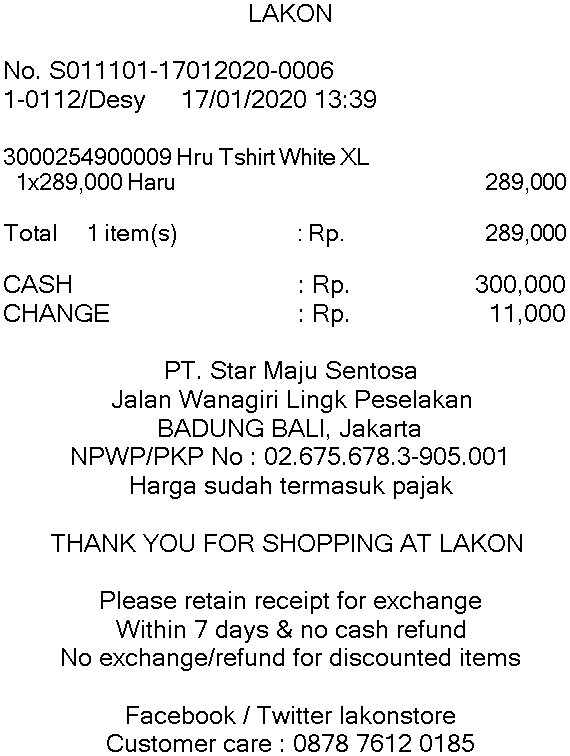 LAKON
No. S011101-17012020-0006
1-0112/Desy 17/01/2020 13:39
3000254900009 Hru Tshirt White XL
1x289,000 Haru 289,000
Total 1 item(s) : Rp. 289,000
CASH : Rp. 300,000
CHANGE : Rp. 11,000
PT. Star Maju Sentosa
Jalan Wanagiri Lingk Peselakan
BADUNG BALI, Jakarta
NPWP/PKP No : 02.675.678.3-905.001
Harga sudah termasuk pajak
THANK YOU FOR SHOPPING AT LAKON
Please retain receipt for exchange
Within 7 days & no cash refund
No exchange/refund for discounted items
Facebook / Twitter lakonstore
Customer care : 0878 7612 0185